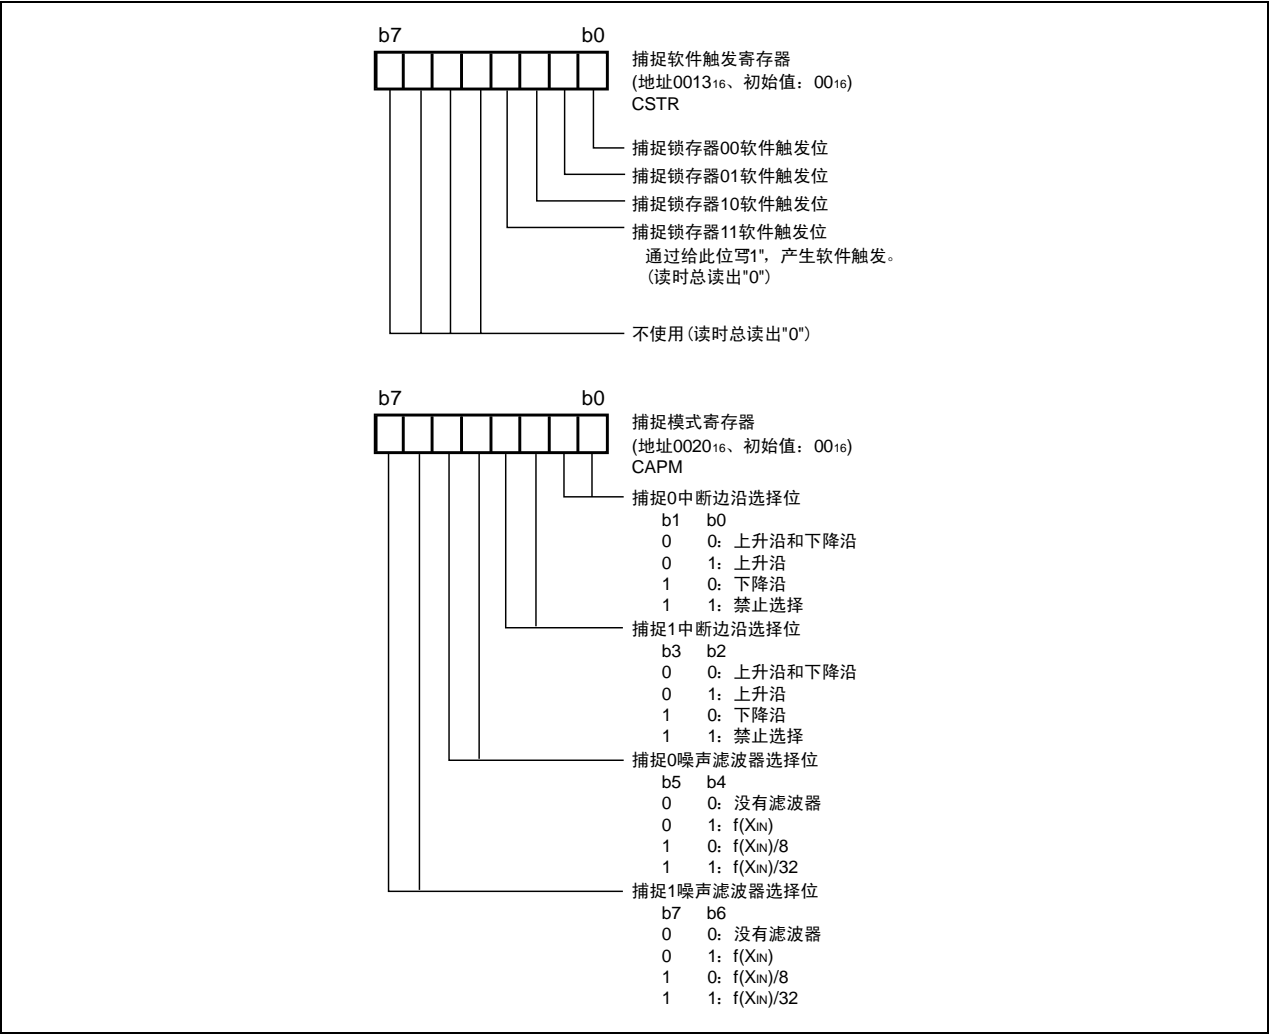 b7 b0
捕捉软件触发寄存器
(地址001316、初始值：0016)
CSTR
捕捉锁存器00软件触发位
捕捉锁存器01软件触发位
捕捉锁存器10软件触发位
捕捉锁存器11软件触发位
通过给此位写1"，产生软件触发。
(读时总读出"0")
不使用(读时总读出"0")
b7 b0
捕捉模式寄存器
(地址002016、初始值：0016)
CAPM
捕捉0中断边沿选择位
b1 b0
0 0：上升沿和下降沿
0 1：上升沿
1 0：下降沿
1 1：禁止选择
捕捉1中断边沿选择位
b3 b2
0 0：上升沿和下降沿
0 1：上升沿
1 0：下降沿
1 1：禁止选择
捕捉0噪声滤波器选择位
b5 b4
0 0：没有滤波器
0 1：f(XIN)
1 0：f(XIN)/8
1 1：f(XIN)/32
捕捉1噪声滤波器选择位
b7 b6
0 0：没有滤波器
0 1：f(XIN)
1 0：f(XIN)/8
1 1：f(XIN)/32